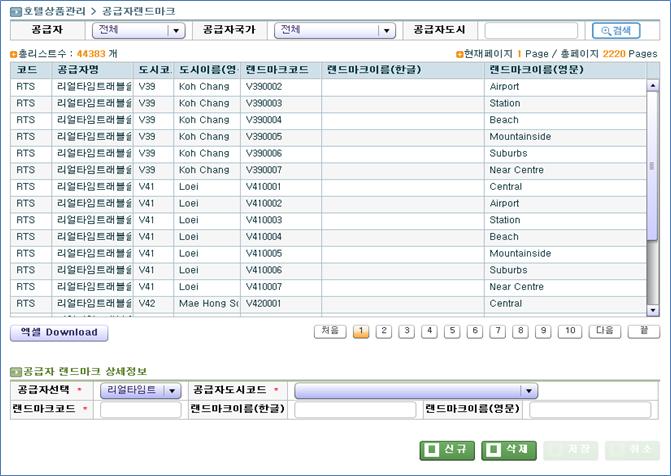 호텔상품관리 > 공급자랜드마크
공급자 전체 공급자국가 전체 공급자도시 검색
총리스트수 : 44383 개 현재페이지 1 Page / 총페이지 2220 Pages
코드 공급자명 도시코 도시이름(영 랜드마크코드 랜드마크이름(한글) 랜드마크이름(영문)
RTS 리얼타임트래블솔 V39 Koh Chang V390002 Airport
RTS 리얼타임트래블솔 V39 Koh Chang V390003 Station
RTS 리얼타임트래블솔 V39 Koh Chang V390004 Beach
RTS 리얼타임트래블솔 V39 Koh Chang V390005 Mountainside
RTS 리얼타임트래블솔 V39 Koh Chang V390006 Suburbs
RTS 리얼타임트래블솔 V39 Koh Chang V390007 Near Centre
RTS 리얼타임트래블솔 V41 Loei V410001 Central
RTS 리얼타임트래블솔 V41 Loei V410002 Airport
RTS 리얼타임트래블솔 V41 Loei V410003 Station
RTS 리얼타임트래블솔 V41 Loei V410004 Beach
RTS 리얼타임트래블솔 V41 Loei V410005 Mountainside
RTS 리얼타임트래블솔 V41 Loei V410006 Suburbs
RTS 리얼타임트래블솔 V41 Loei V410007 Near Centre
RTS 리얼타임트래블솔 V42 Mae Hong So V420001 Central
엑셀 Download 처음 1 2 3 4 5 6 7 8 9 10 다음 끝
공급자 랜드마크 상세정보
공급자선택 * 리얼타임트 공급자도시코드 *
랜드마크코드 * 랜드마크이름(한글) 랜드마크이름(영문)
신규 삭제 저장 취소